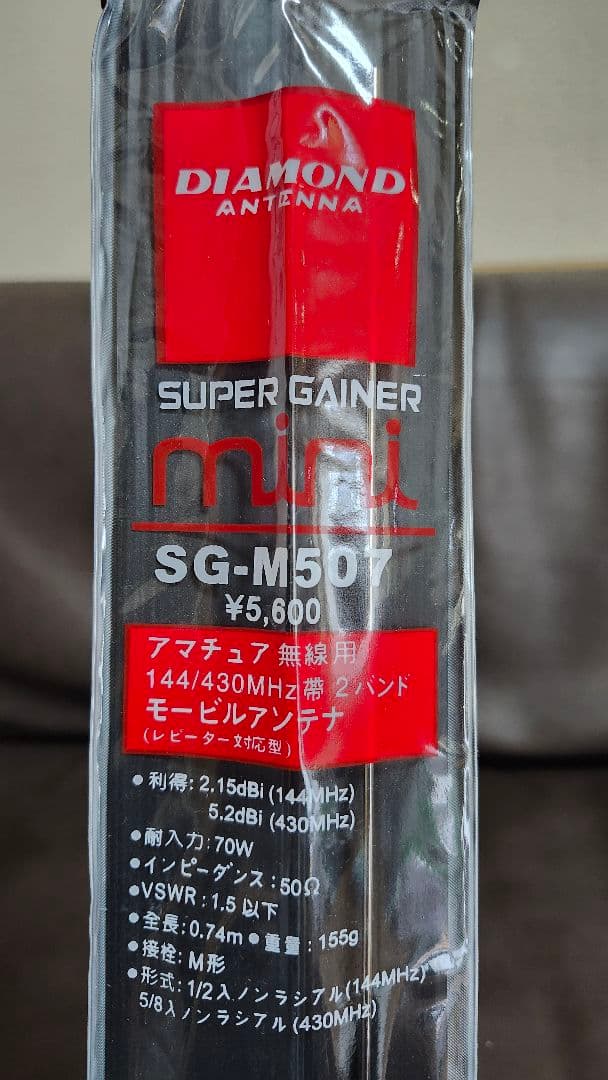 DIAMOND
ANTENNA
SUPER GAINER
mini
SG-M507
¥5,600
アマチュア無線用
144/430MHz帯 2バンド
モービルアンテナ
(レピーター対応型)
●利得:2.15dBi (144MHz)
5.2dBi (430MHz)
●耐入力:70W
●インピーダンス:50Ω
●VSWR:1.5以下
●全長:0.74m ●重量:155g
●接栓:M形
●形式:1/2λノンラジアル(144MHz)
5/8λノンラジアル(430MHz)